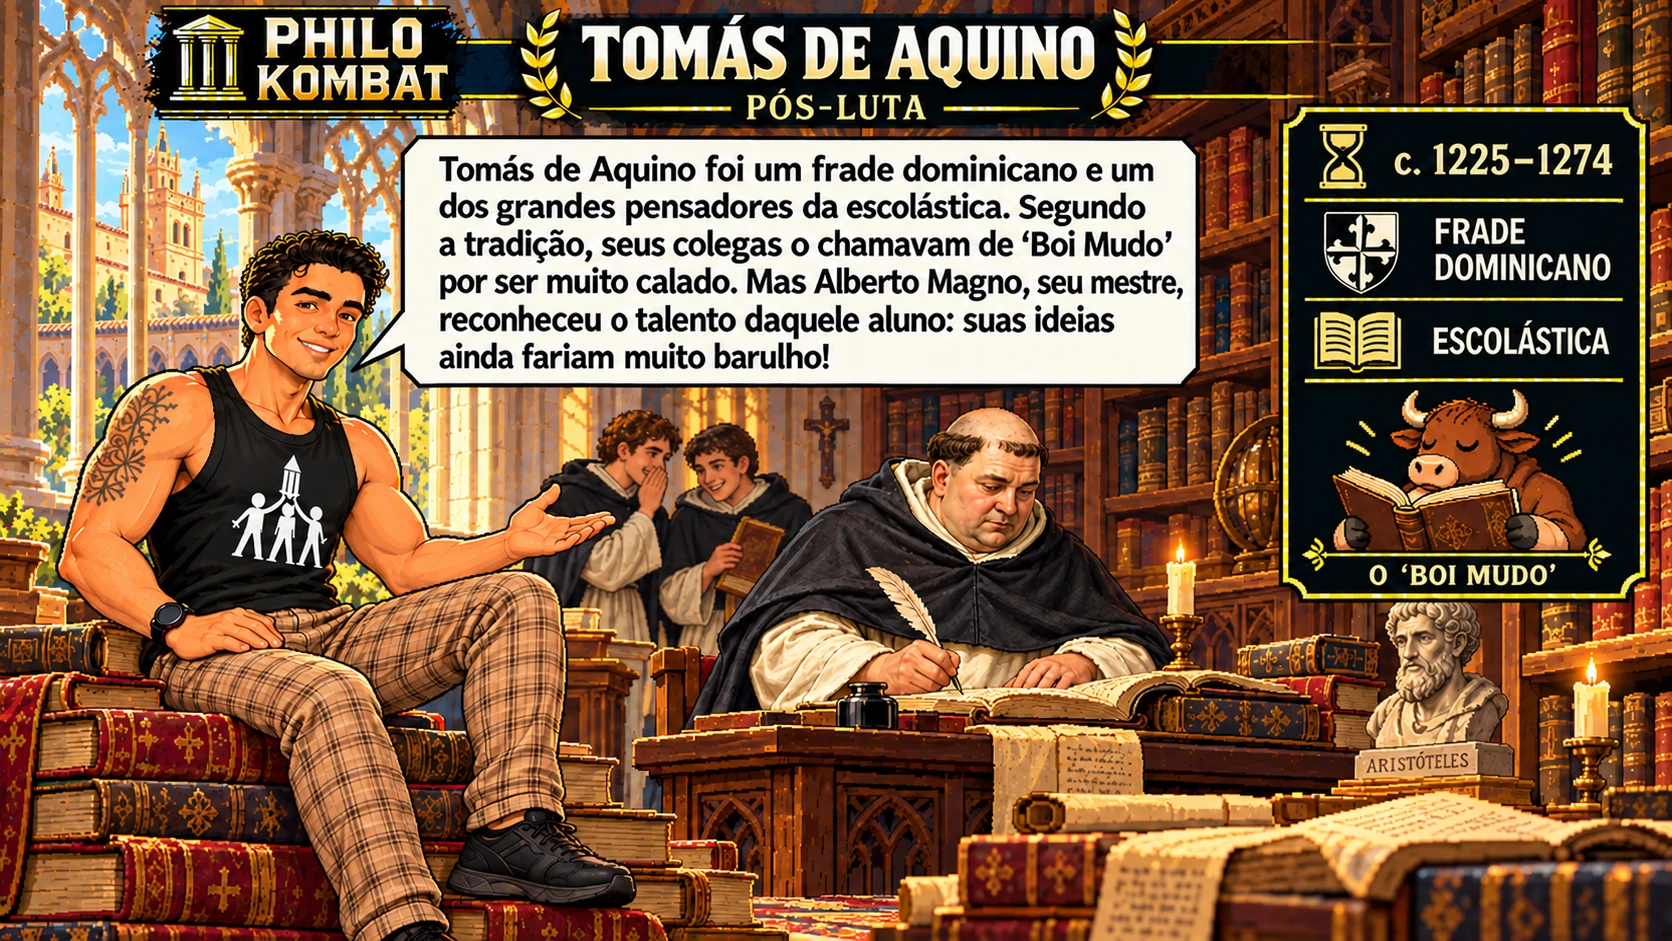 PHILO
KOMBAT
TOMÁS DE AQUINO
PÓS-LUTA
Tomás de Aquino foi um frade dominicano e um
dos grandes pensadores da escolástica. Segundo
a tradição, seus colegas o chamavam de ‘Boi Mudo’
por ser muito calado. Mas Alberto Magno, seu mestre,
reconheceu o talento daquele aluno: suas ideias
ainda fariam muito barulho!
c. 1225–1274
FRADE
DOMINICANO
ESCOLÁSTICA
O ‘BOI MUDO’
ARISTÓTELES